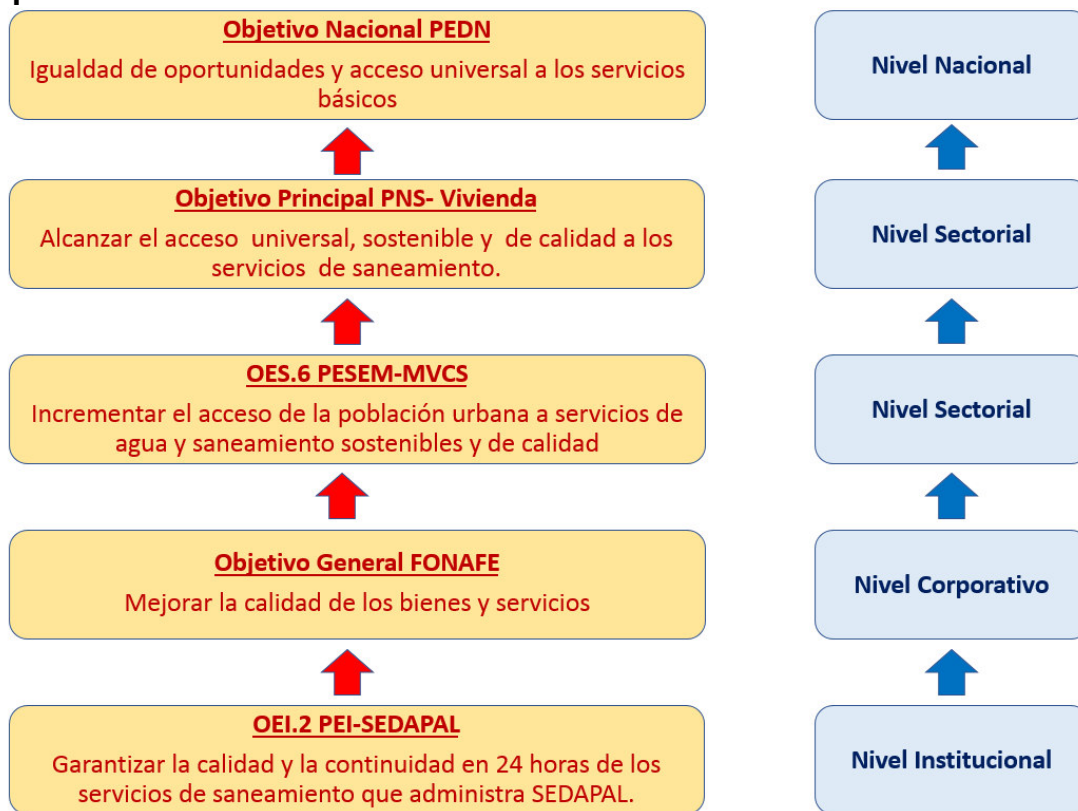 Objetivo Nacional PEDN
Igualdad de oportunidades y acceso universal a los servicios
básicos
Nivel Nacional
Objetivo Principal PNS- Vivienda
Alcanzar el acceso universal, sostenible y de calidad a los
servicios de saneamiento.
Nivel Sectorial
OES.6 PESEM-MVCS
Incrementar el acceso de la población urbana a servicios de
agua y saneamiento sostenibles y de calidad
Nivel Sectorial
Objetivo General FONAFE
Mejorar la calidad de los bienes y servicios
Nivel Corporativo
OEI.2 PEI-SEDAPAL
Garantizar la calidad y la continuidad en 24 horas de los
servicios de saneamiento que administra SEDAPAL.
Nivel Institucional